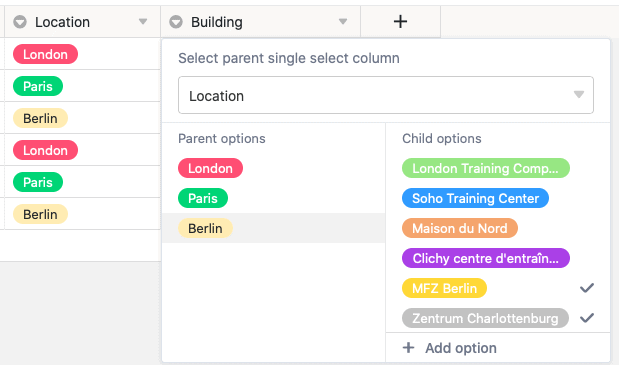 Location Building +
London
Paris
Berlin
London
Paris
Berlin
Select parent single select column
Location
Parent options
London
Paris
Berlin
Child options
London Training Comp...
Soho Training Center
Maison du Nord
Clichy centre d'entraîn...
MFZ Berlin
Zentrum Charlottenburg
+ Add option